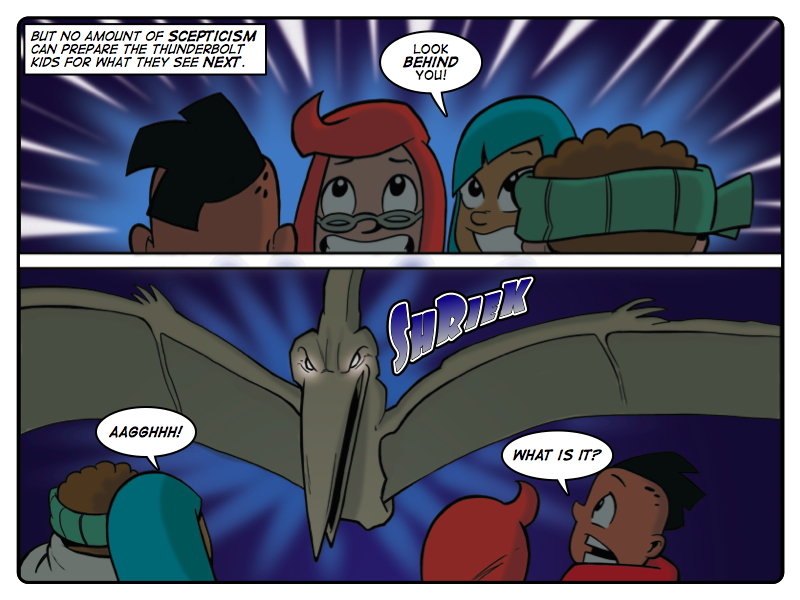 BUT NO AMOUNT OF SCEPTICISM
CAN PREPARE THE THUNDERBOLT
KIDS FOR WHAT THEY SEE NEXT.
LOOK
BEHIND
YOU!
SHRIEK
AAGGHHH!
WHAT IS IT?